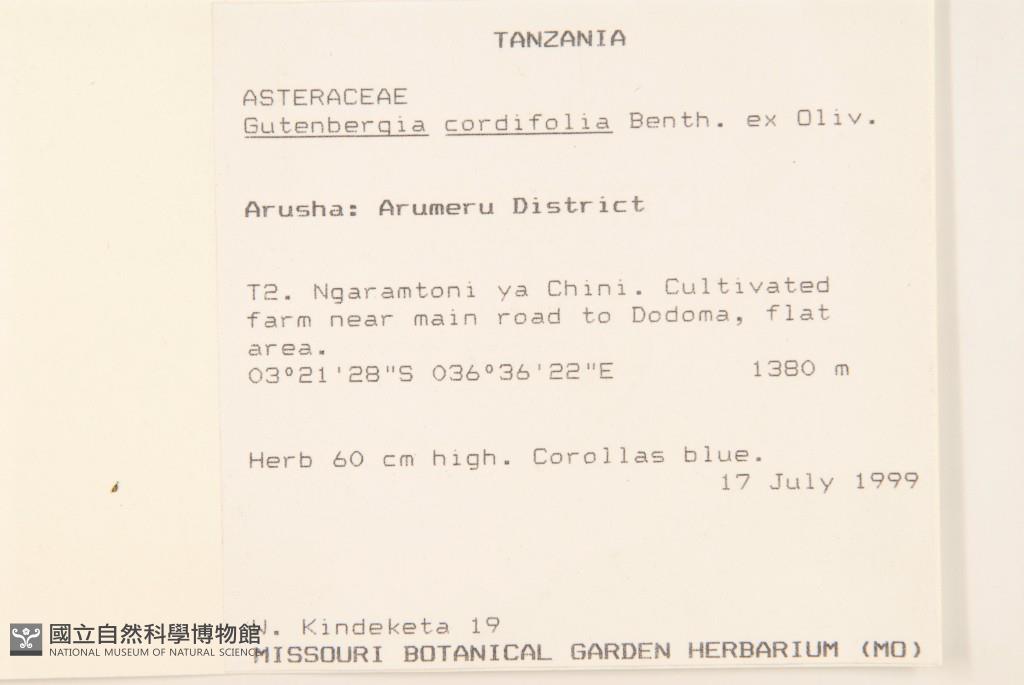 TANZANIA
ASTERACEAE
Gutenbergia cordifolia Benth. ex Oliv.
Arusha: Arumeru District
T2. Ngaramtoni ya Chini. Cultivated
farm near main road to Dodoma, flat
area.
03°21'28"S 036°36'22"E 1380 m
Herb 60 cm high. Corollas blue.
17 July 1999
W. Kindeketa 19
MISSOURI BOTANICAL GARDEN HERBARIUM (MO)
國立自然科學博物館
NATIONAL MUSEUM OF NATURAL SCIENCE